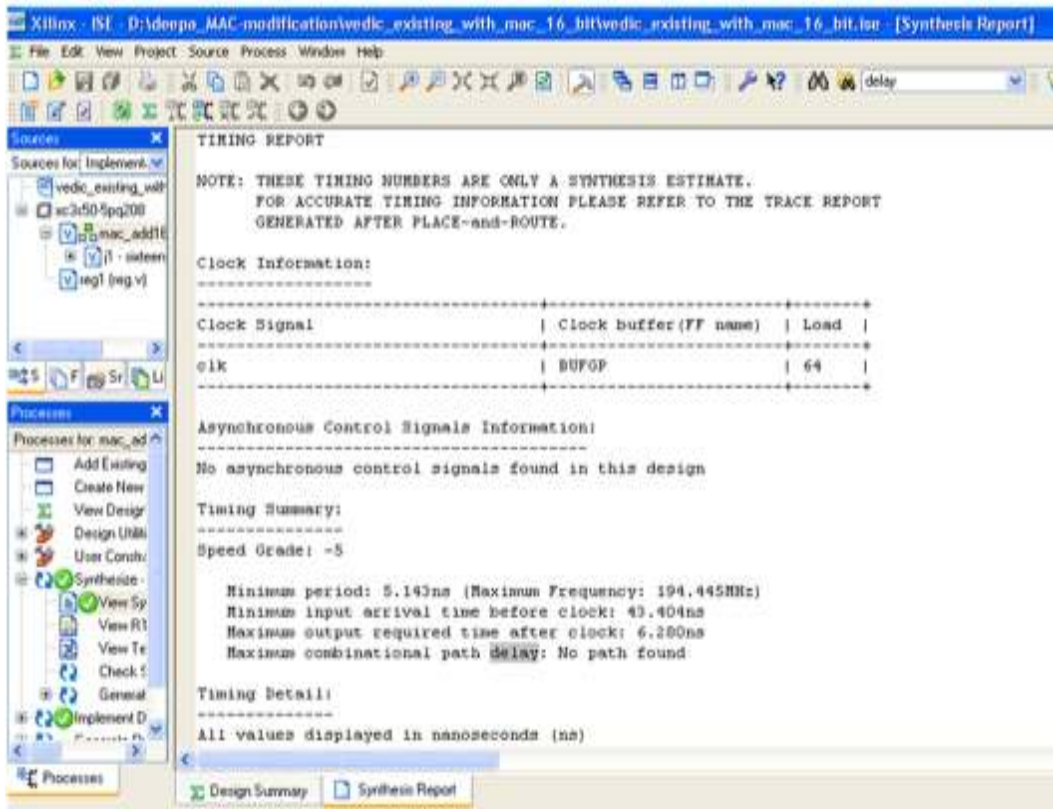 Xilinx - ISE - D:\deepa_MAC-modification\vedic_existing_with_mac_16_bit\vedic_existing_with_mac_16_bit.ise - [Synthesis Report]
File Edit View Project Source Process Window Help
delay
Sources
Sources for: Implement
vedic_existing_with
xc3s50-5pq208
mac_add16
j1 - sixteen
reg1 (reg.v)
Processes
Processes for: mac_ad
Add Existing
Create New
View Design
Design Utili
User Constr
Synthesize -
View Sy
View RT
View Te
Check S
Generat
Implement D
Processes
TIMING REPORT
NOTE: THESE TIMING NUMBERS ARE ONLY A SYNTHESIS ESTIMATE.
FOR ACCURATE TIMING INFORMATION PLEASE REFER TO THE TRACE REPORT
GENERATED AFTER PLACE-and-ROUTE.
Clock Information:
------------------
Clock Signal | Clock buffer(FF name) | Load |
clk | BUFGP | 64 |
Asynchronous Control Signals Information:
----------------------------------------
No asynchronous control signals found in this design
Timing Summary:
---------------
Speed Grade: -5
Minimum period: 5.143ns (Maximum Frequency: 194.445MHz)
Minimum input arrival time before clock: 43.404ns
Maximum output required time after clock: 6.280ns
Maximum combinational path delay: No path found
Timing Detail:
--------------
All values displayed in nanoseconds (ns)
Design Summary
Synthesis Report